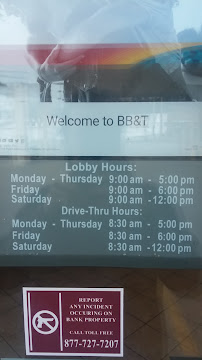 Welcome to BB&T
Lobby Hours:
Monday - Thursday 9:00 am - 5:00 pm
Friday 9:00 am - 6:00 pm
Saturday 9:00 am -12:00 pm
Drive-Thru Hours:
Monday - Thursday 8:30 am - 5:00 pm
Friday 8:30 am - 6:00 pm
Saturday 8:30 am -12:00 pm
REPORT
ANY INCIDENT
OCCURING ON
BANK PROPERTY
CALL TOLL FREE
877-727-7207